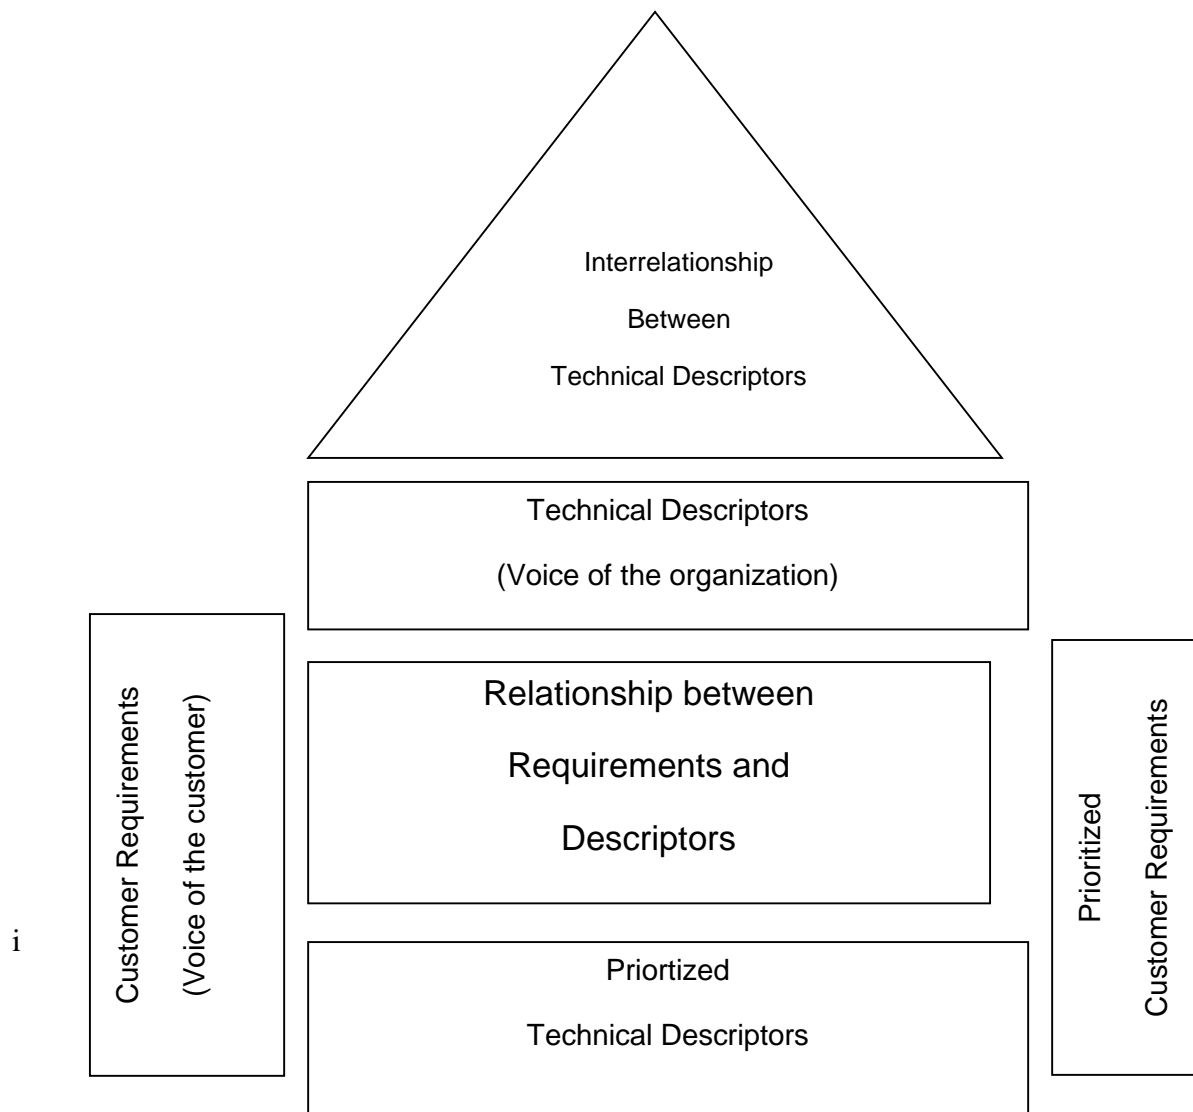 Interrelationship
Between
Technical Descriptors
Technical Descriptors
(Voice of the organization)
Customer Requirements
(Voice of the customer)
Relationship between
Requirements and
Descriptors
Prioritized
Customer Requirements
i
Priortized
Technical Descriptors